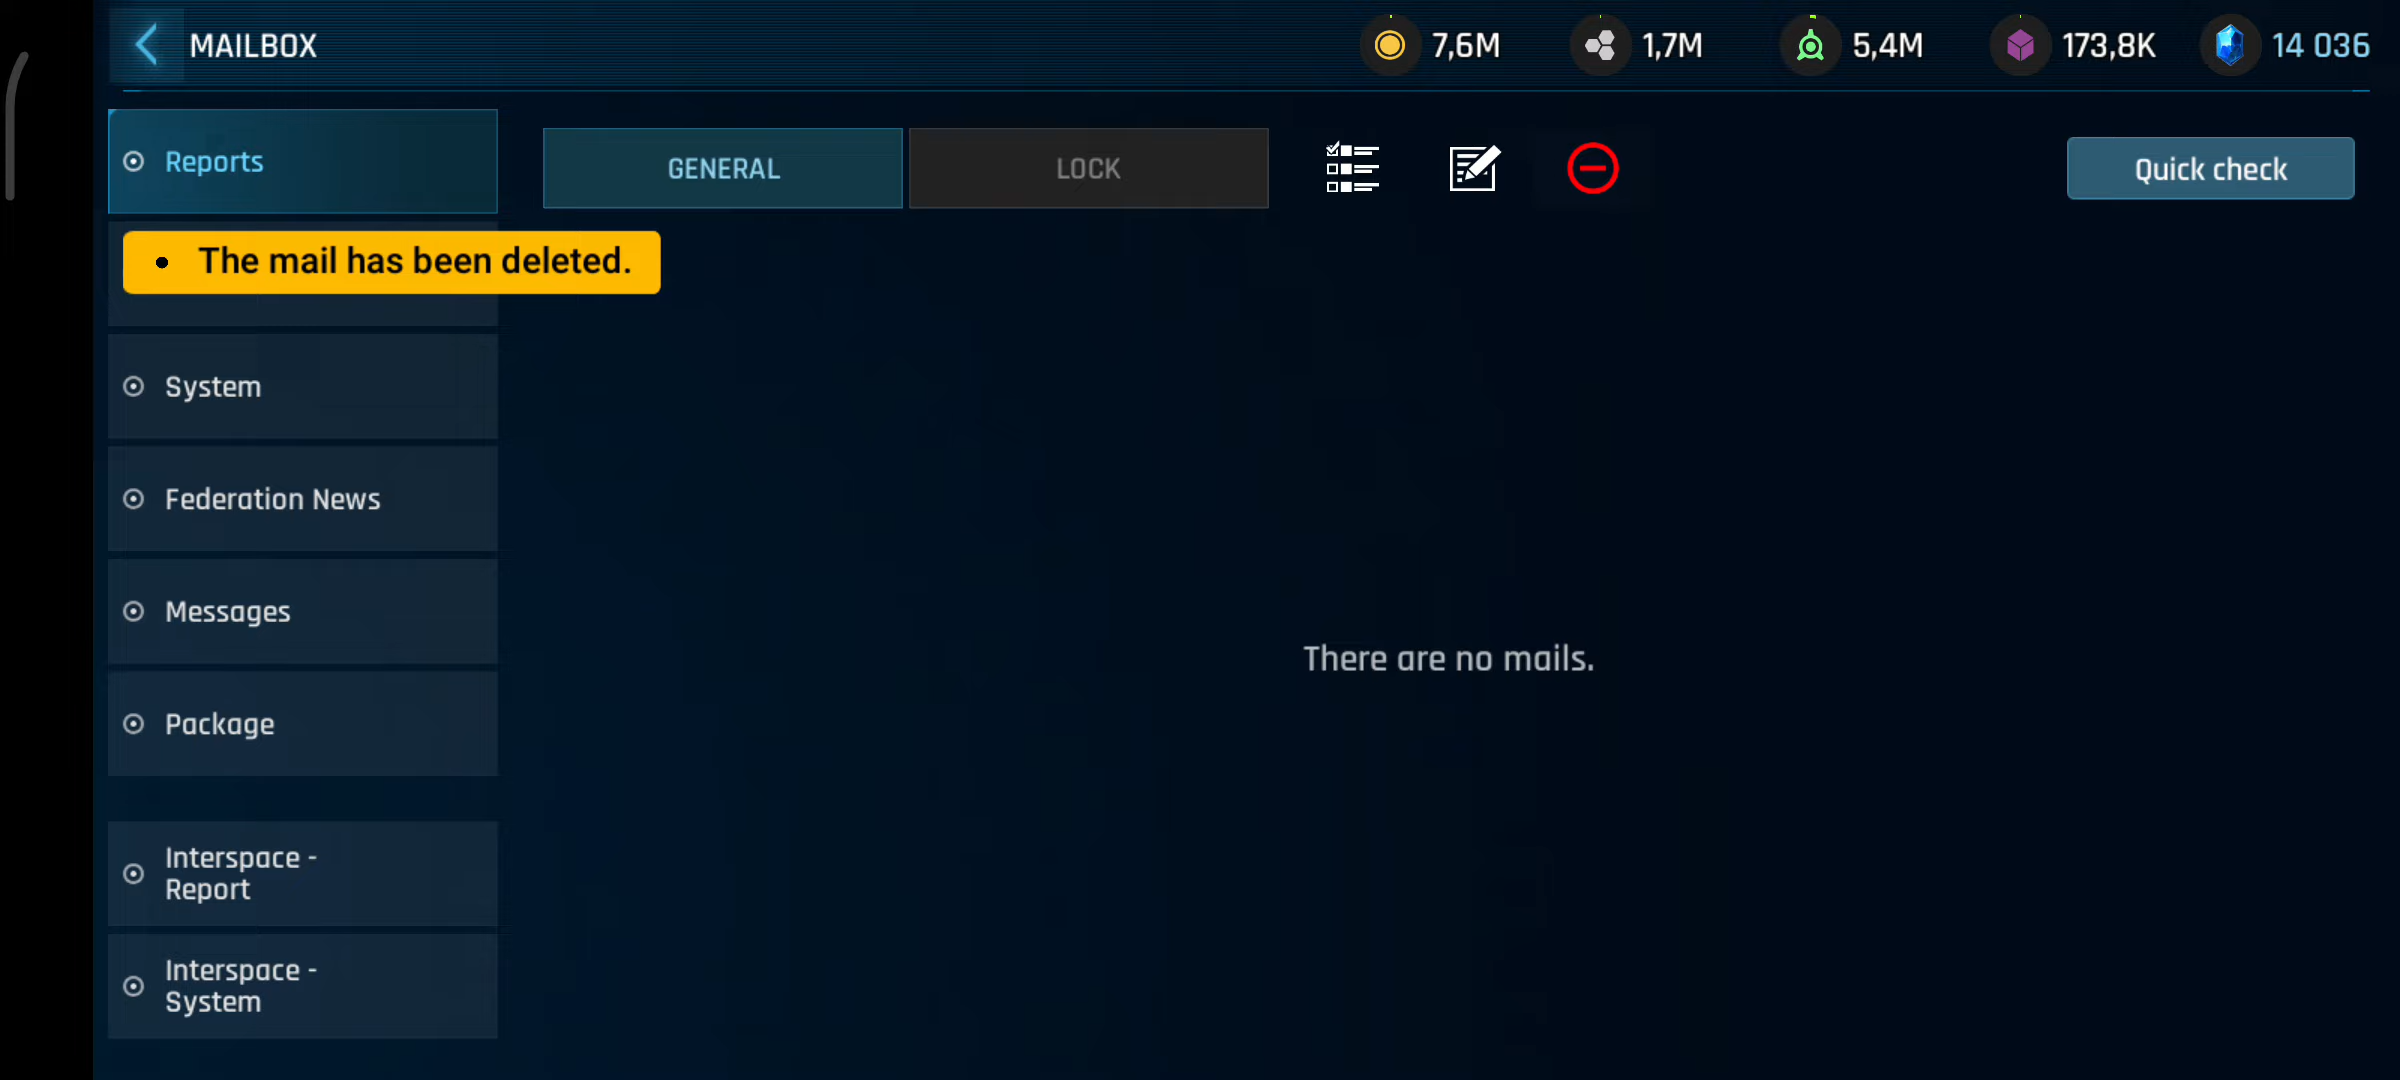 MAILBOX
7,6M
1,7M
5,4M
173,8K
14 036
Reports
GENERAL
LOCK
Quick check
• The mail has been deleted.
System
Federation News
Messages
There are no mails.
Package
Interspace -
Report
Interspace -
System